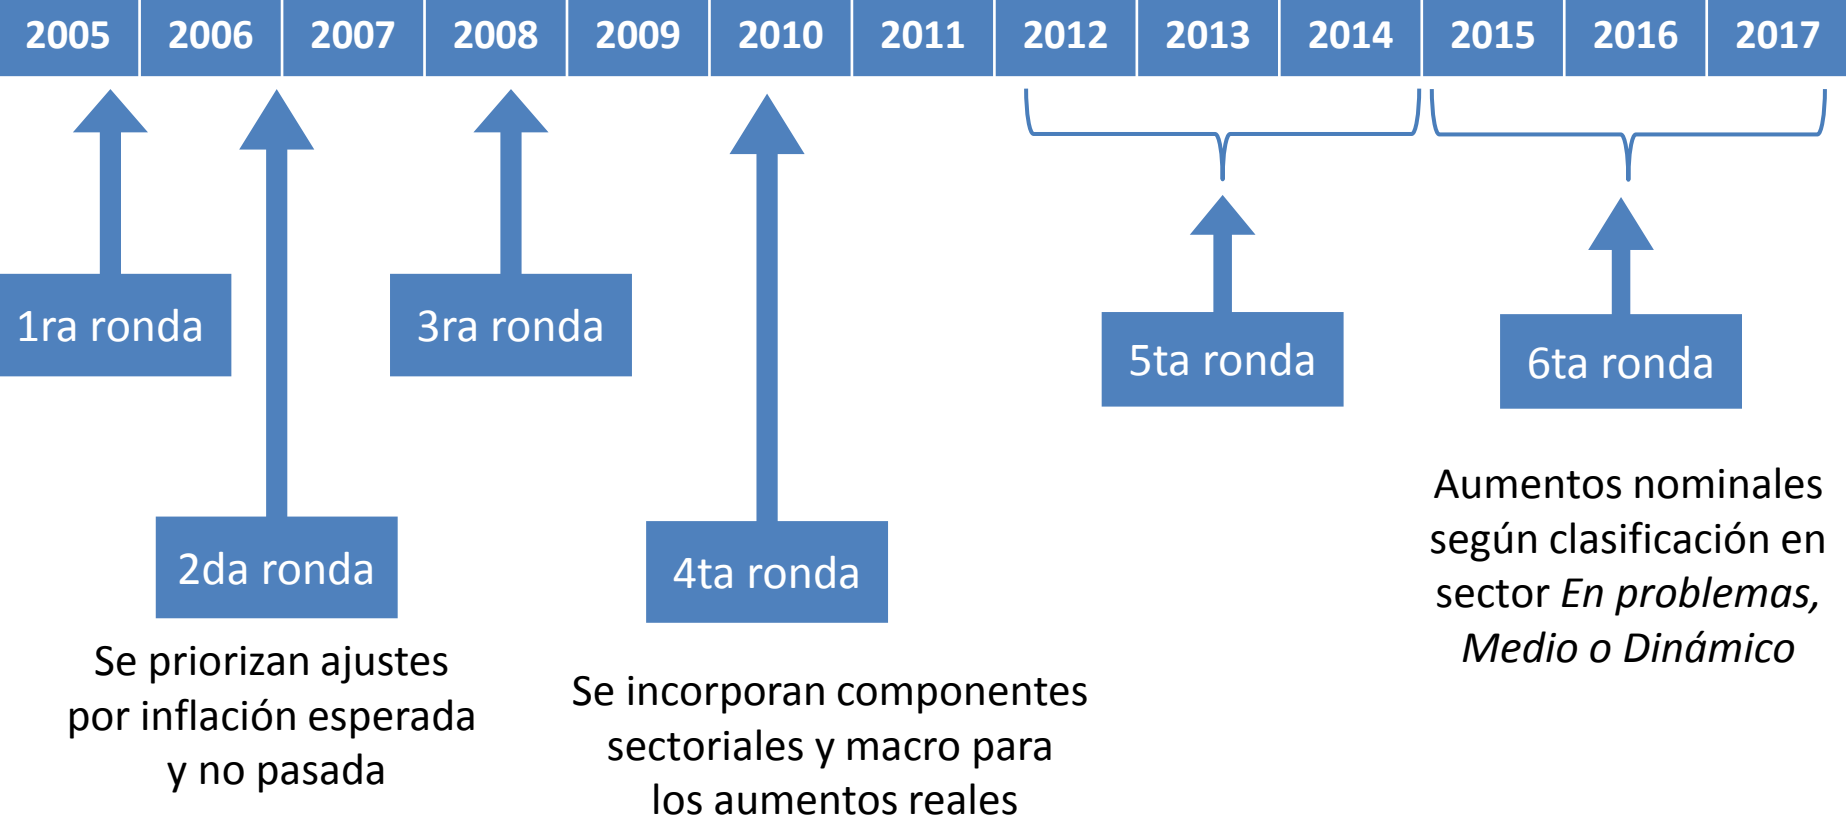 2005 2006 2007 2008 2009 2010 2011 2012 2013 2014 2015 2016 2017
1ra ronda
3ra ronda
5ta ronda
6ta ronda
2da ronda
4ta ronda
Se priorizan ajustes
por inflación esperada
y no pasada
Se incorporan componentes
sectoriales y macro para
los aumentos reales
Aumentos nominales
según clasificación en
sector En problemas,
Medio o Dinámico